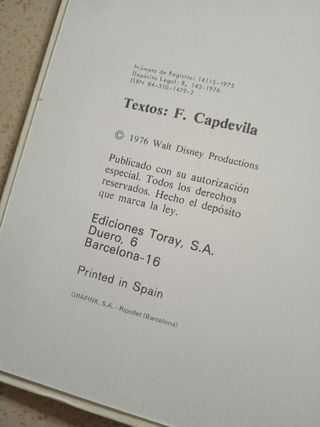 Número de Registro: 14115-1975
Depósito Legal: B. 143-1976
ISBN 84-310-1479-2
Textos: F. Capdevila
© 1976 Walt Disney Productions
Publicado con su autorización
especial. Todos los derechos
reservados. Hecho el depósito
que marca la ley.
Ediciones Toray, S.A.
Duero, 6
Barcelona-16
Printed in Spain
GRAFINK, S.A. - Ripollet (Barcelona)